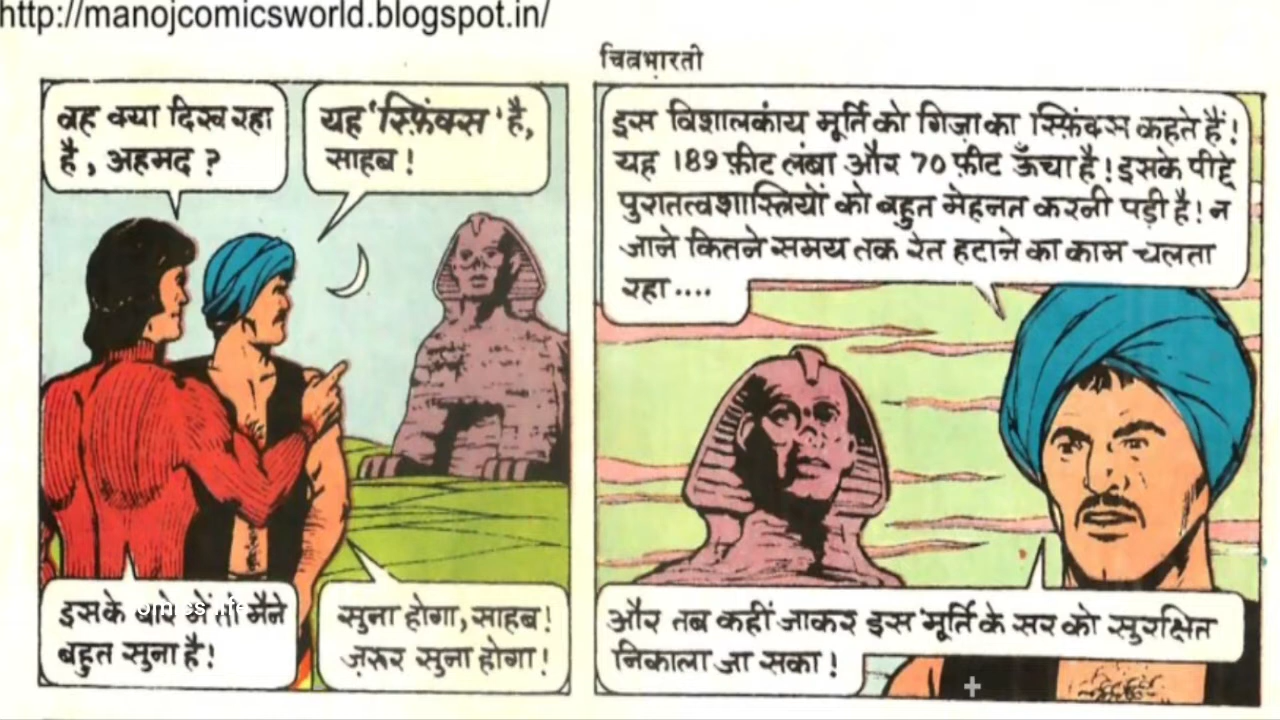 http://manojcomicsworld.blogspot.in/
चित्रभारती
वह क्या दिख रहा
है, अहमद ?
यह 'स्फ़िंक्स' है,
साहब !
इसके बारे में तो मैंने
बहुत सुना है !
सुना होगा, साहब !
ज़रूर सुना होगा !
इस विशालकाय मूर्ति को गिज़ा का स्फ़िंक्स कहते हैं !
यह 189 फ़ीट लंबा और 70 फ़ीट ऊँचा है ! इसके पीछे
पुरातत्वशास्त्रियों को बहुत मेहनत करनी पड़ी है ! न
जाने कितने समय तक रेत हटाने का काम चलता
रहा ....
और तब कहीं जाकर इस मूर्ति के सर को सुरक्षित
निकाला जा सका !